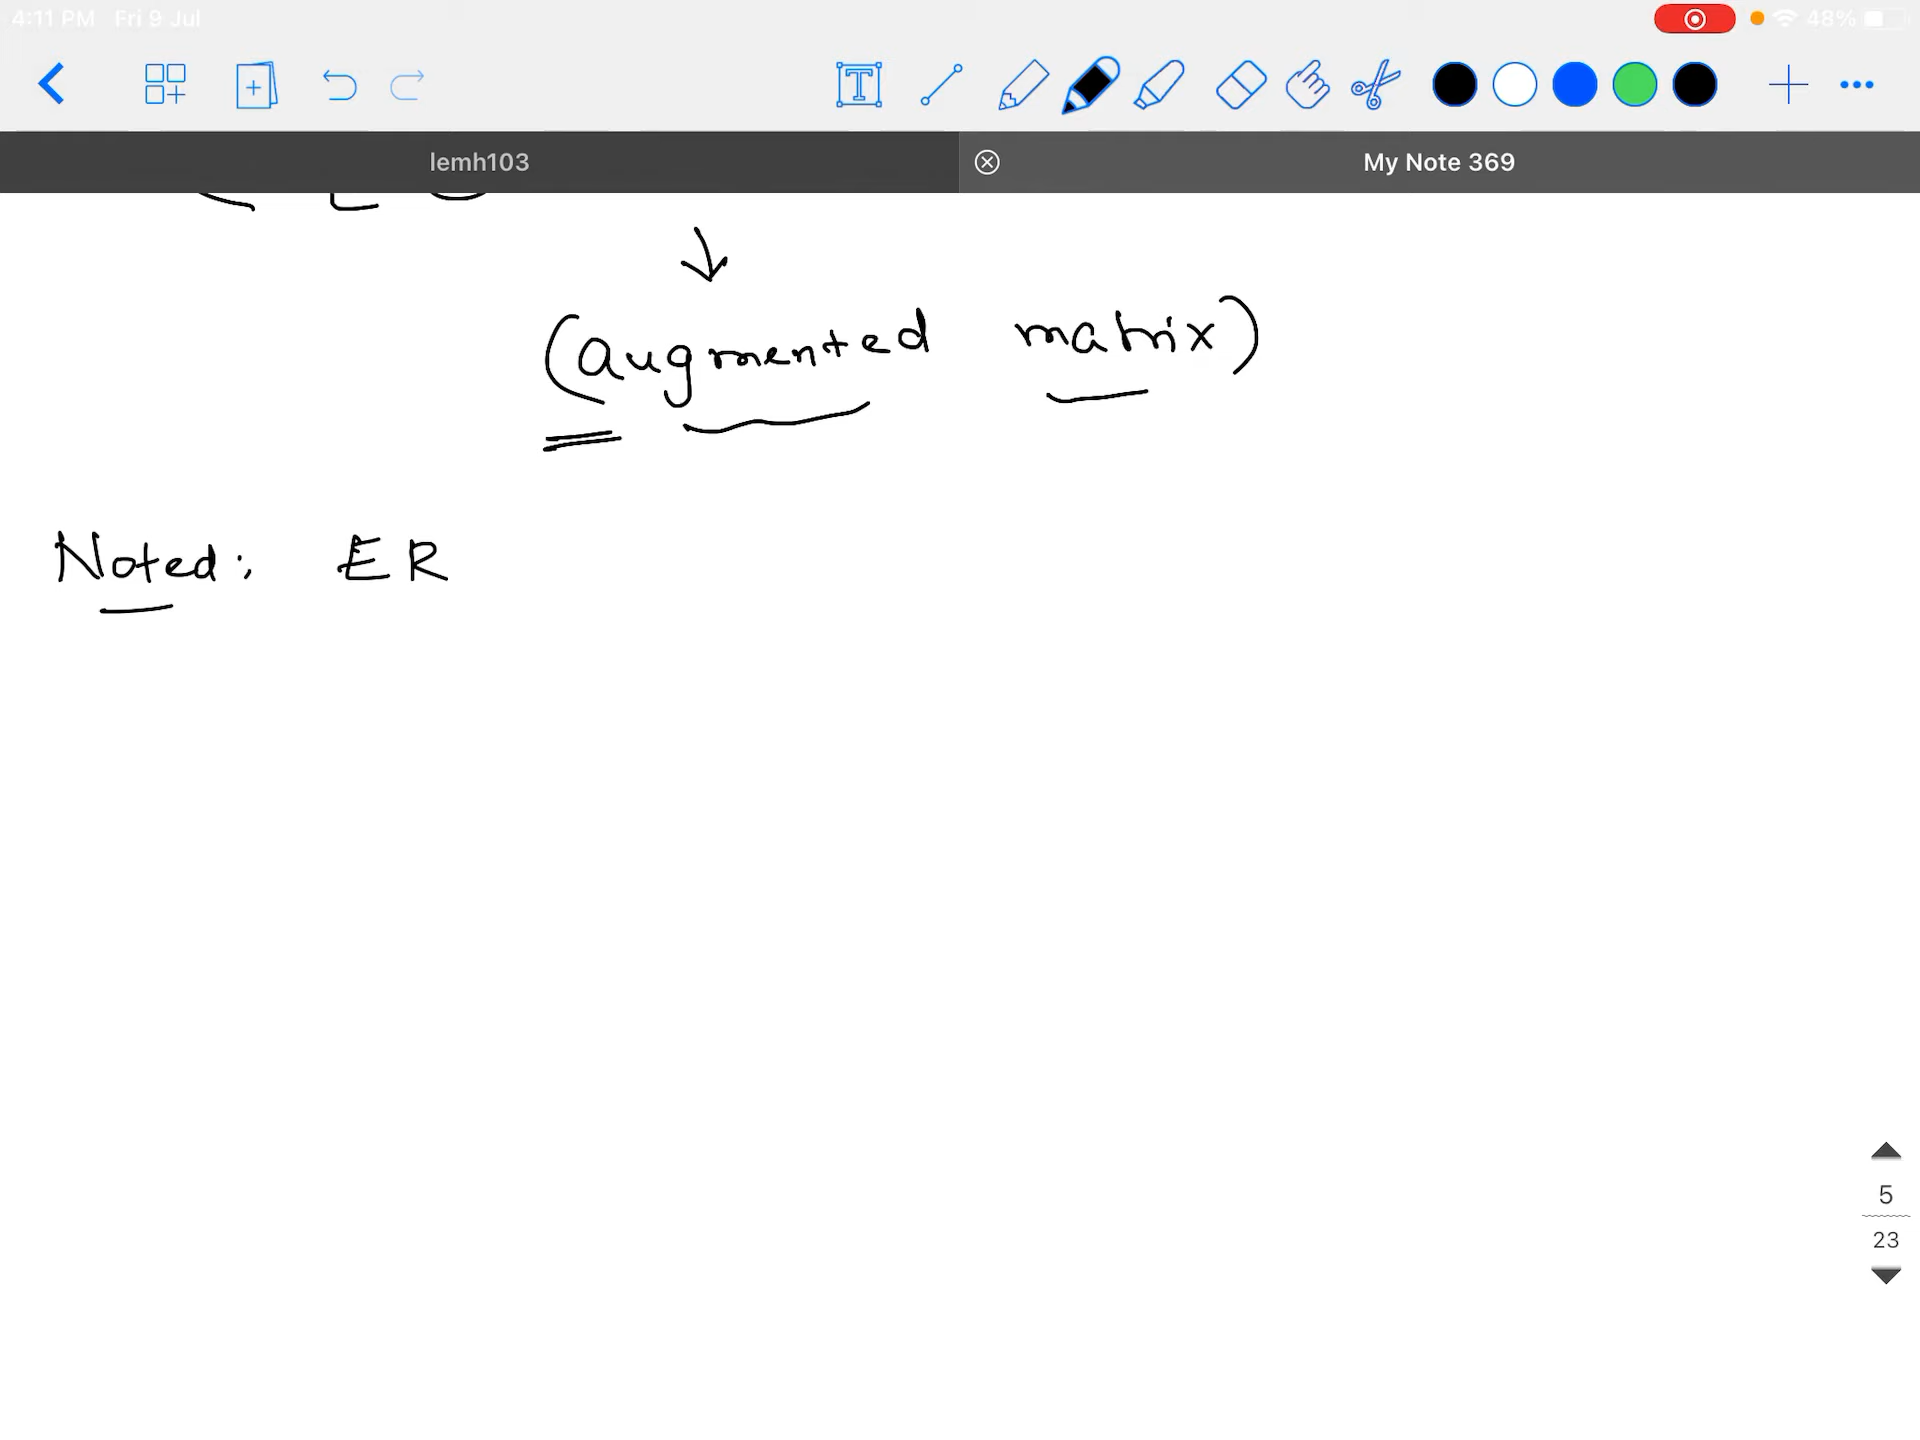 4:11 PM Fri 9 Jul 48%
T
lemh103 My Note 369
(augmented matrix)
Noted: ER
5
23